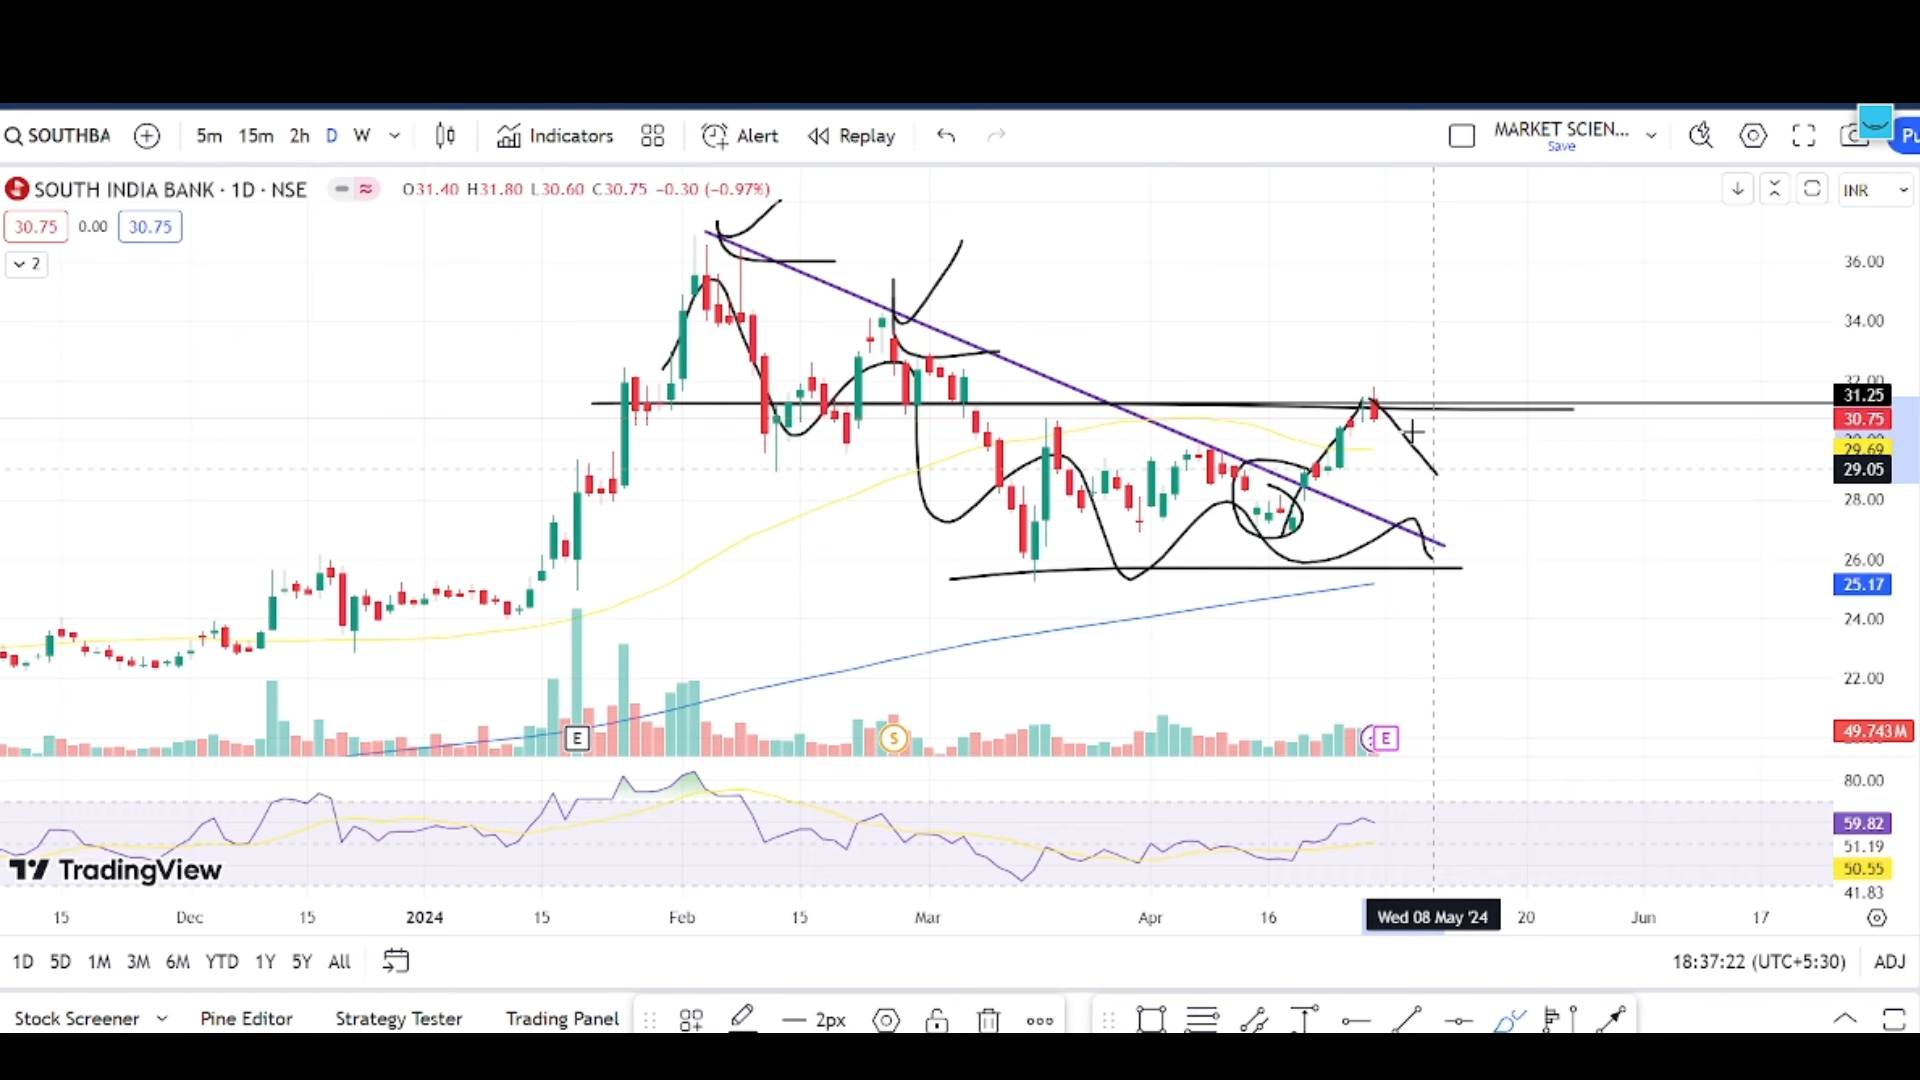 SOUTHBA 5m 15m 2h D W Indicators Alert Replay MARKET SCIEN... Save Pu
SOUTH INDIA BANK · 1D · NSE O31.40 H31.80 L30.60 C30.75 −0.30 (−0.97%) INR
30.75 0.00 30.75
2
36.00
34.00
32.00
31.25
30.75
29.69
29.05
28.00
26.00
25.17
24.00
22.00
E S E
49.743M
80.00
59.82
51.19
50.55
41.83
TradingView
15 Dec 15 2024 15 Feb 15 Mar Apr 16 Wed 08 May '24 20 Jun 17
1D 5D 1M 3M 6M YTD 1Y 5Y All 18:37:22 (UTC+5:30) ADJ
Stock Screener Pine Editor Strategy Tester Trading Panel 2px